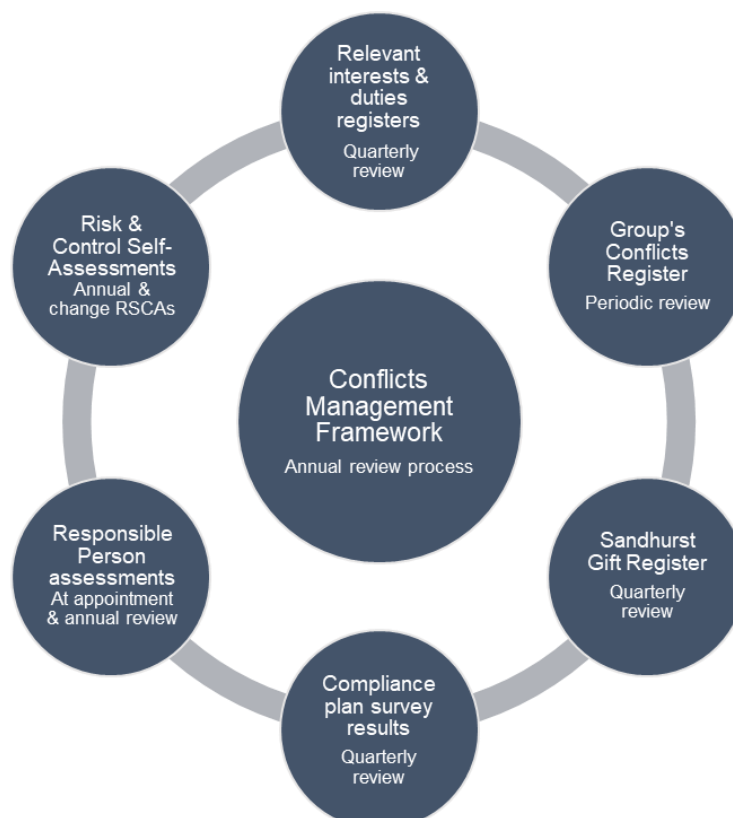 Relevant
interests &
duties
registers
Quarterly
review
Group's
Conflicts
Register
Periodic review
Sandhurst
Gift Register
Quarterly
review
Compliance
plan survey
results
Quarterly
review
Responsible
Person
assessments
At appointment
& annual review
Risk &
Control Self-
Assessments
Annual &
change RSCAs
Conflicts
Management
Framework
Annual review process